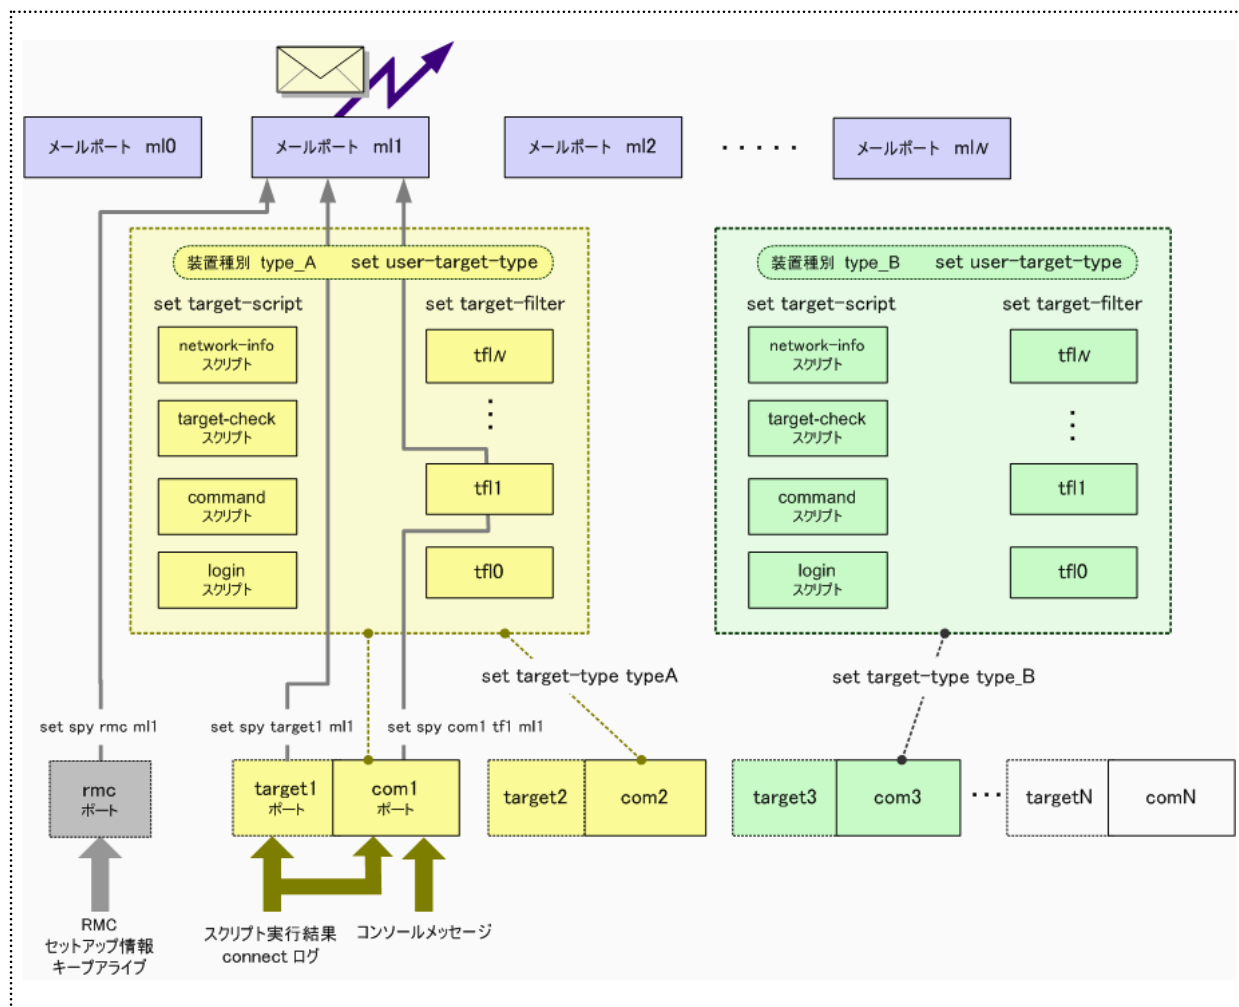 メールポート ml0
メールポート ml1
メールポート ml2
・・・・・
メールポート mlN
装置種別 type_A set user-target-type
set target-script
set target-filter
network-info
スクリプト
target-check
スクリプト
command
スクリプト
login
スクリプト
tflN
tfl1
tfl0
装置種別 type_B set user-target-type
set target-script
set target-filter
network-info
スクリプト
target-check
スクリプト
command
スクリプト
login
スクリプト
tflN
tfl1
tfl0
set target-type typeA
set target-type type_B
set spy rmc ml1
set spy target1 ml1
set spy com1 tf1 ml1
rmc
ポート
target1
ポート
com1
ポート
target2
com2
target3
com3
・・・
targetN
comN
RMC
セットアップ情報
キープアライブ
スクリプト実行結果
connect ログ
コンソールメッセージ